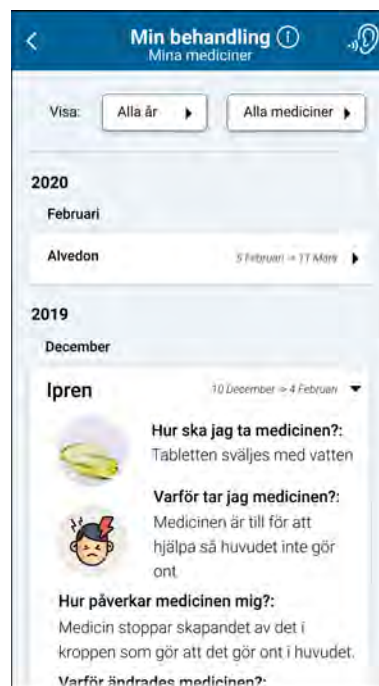 Min behandling
Mina mediciner
Visa:
Alla år
Alla mediciner
2020
Februari
Alvedon
5 Februari -> 11 Mars
2019
December
Ipren
10 December -> 4 Februari
Hur ska jag ta medicinen?:
Tabletten sväljes med vatten
Varför tar jag medicinen?:
Medicinen är till för att
hjälpa så huvudet inte gör
ont
Hur påverkar medicinen mig?:
Medicin stoppar skapandet av det i
kroppen som gör att det gör ont i huvudet.
Varför ändrades medicinen?: